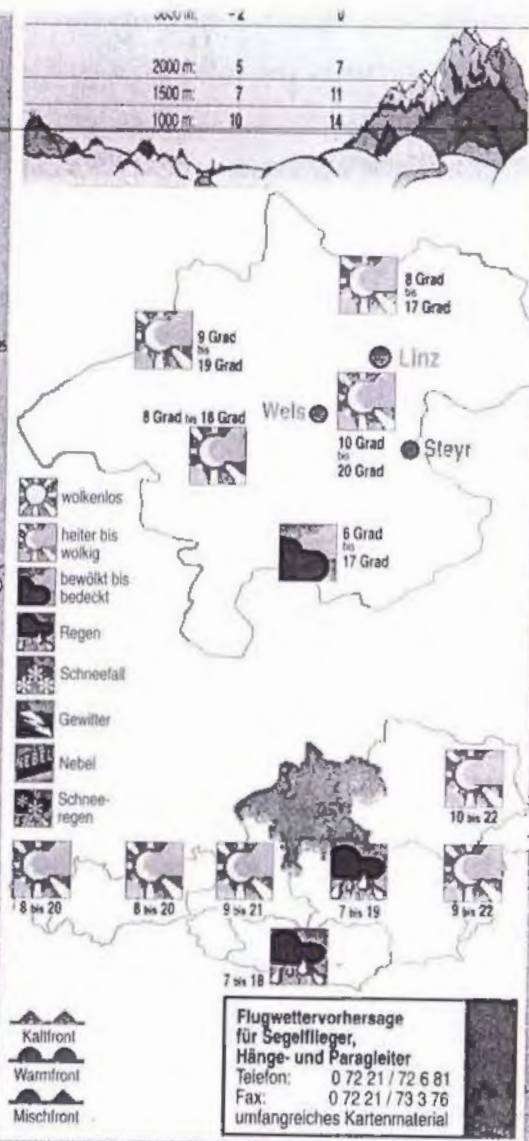 2000 m: 5 7
1500 m: 7 11
1000 m: 10 14
8 Grad
bis
17 Grad
9 Grad
bis
19 Grad
Linz
8 Grad bis 18 Grad
Wels
10 Grad
bis
20 Grad
Steyr
6 Grad
bis
17 Grad
wolkenlos
heiter bis
wolkig
bewölkt bis
bedeckt
Regen
Schneefall
Gewitter
NEBEL
Nebel
Schnee-
regen
10 bis 22
8 bis 20
8 bis 20
9 bis 21
7 bis 19
9 bis 22
7 bis 18
Kaltfront
Warmfront
Mischfront
Flugwettervorhersage
für Segelflieger,
Hänge- und Paragleiter
Telefon: 0 72 21 / 72 6 81
Fax: 0 72 21 / 73 3 76
umfangreiches Kartenmaterial